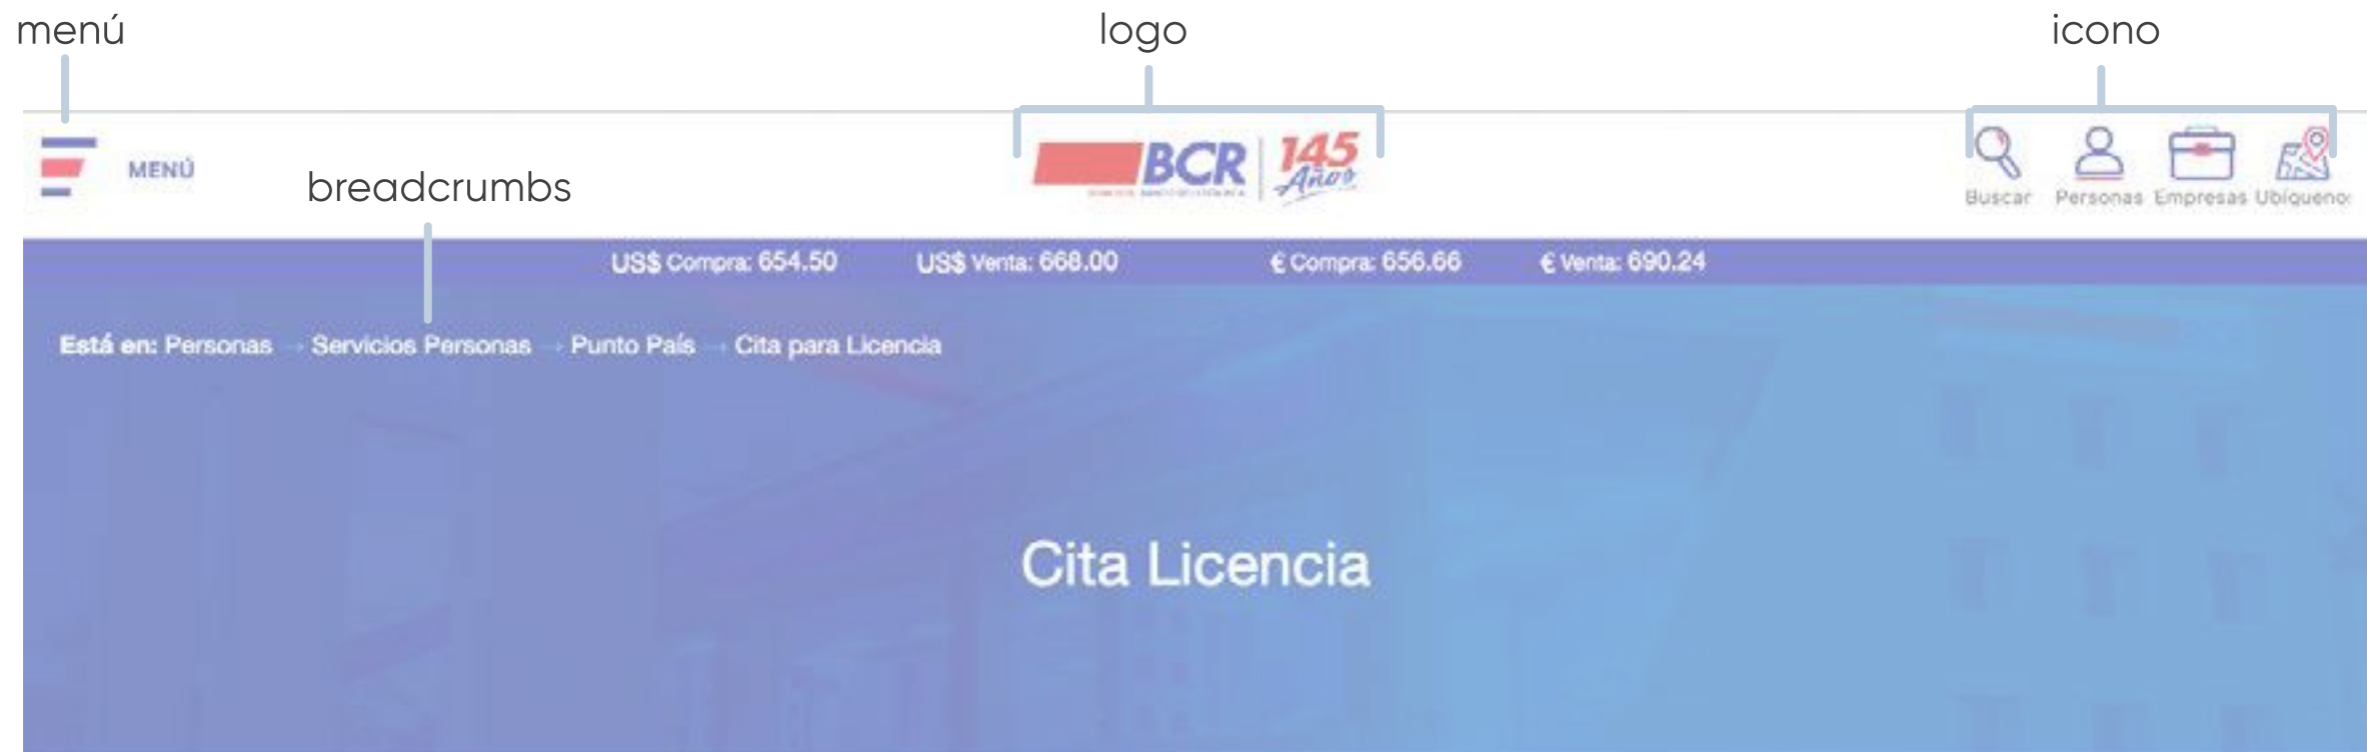 menú
logo
icono
MENÚ
BCR
145
Años
Buscar
Personas
Empresas
Ubíqueno
breadcrumbs
US$ Compra: 654.50
US$ Venta: 668.00
€ Compra: 656.66
€ Venta: 690.24
Está en: Personas → Servicios Personas → Punto País → Cita para Licencia
Cita Licencia